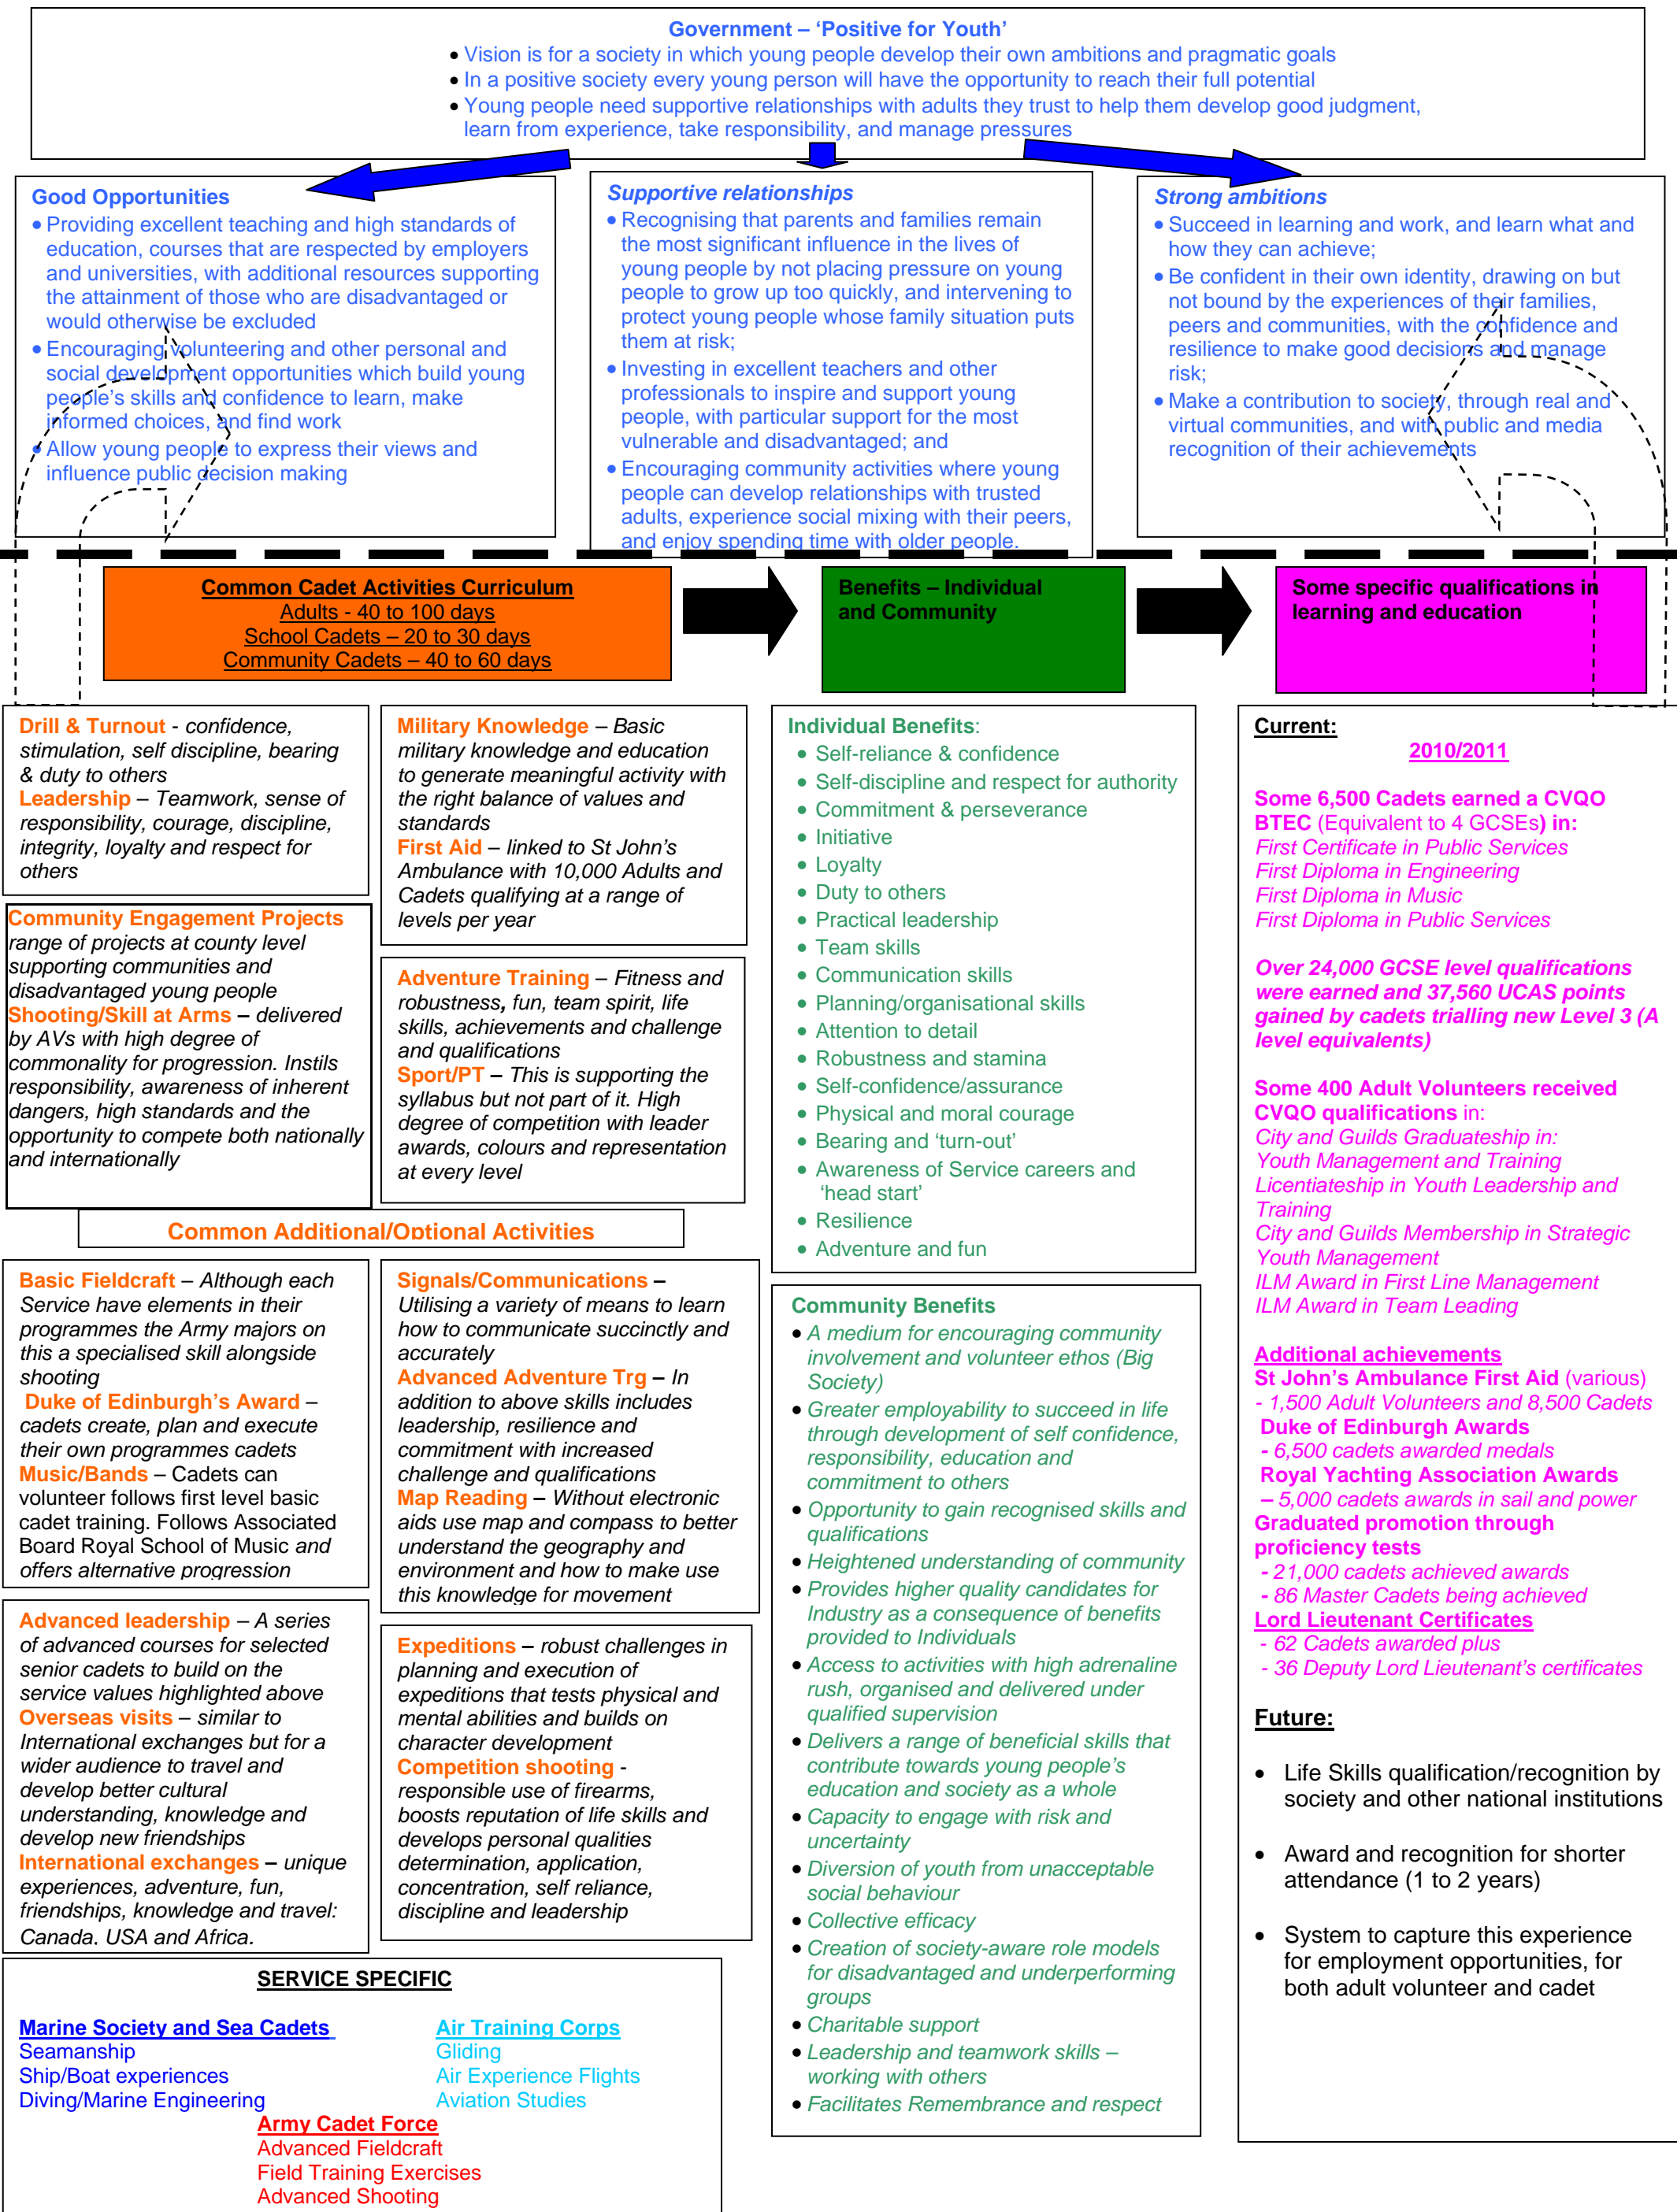 Government – ‘Positive for Youth’
• Vision is for a society in which young people develop their own ambitions and pragmatic goals
• In a positive society every young person will have the opportunity to reach their full potential
• Young people need supportive relationships with adults they trust to help them develop good judgment,
learn from experience, take responsibility, and manage pressures
Good Opportunities
• Providing excellent teaching and high standards of
education, courses that are respected by employers
and universities, with additional resources supporting
the attainment of those who are disadvantaged or
would otherwise be excluded
• Encouraging volunteering and other personal and
social development opportunities which build young
people’s skills and confidence to learn, make
informed choices, and find work
• Allow young people to express their views and
influence public decision making
Supportive relationships
• Recognising that parents and families remain
the most significant influence in the lives of
young people by not placing pressure on young
people to grow up too quickly, and intervening to
protect young people whose family situation puts
them at risk;
• Investing in excellent teachers and other
professionals to inspire and support young
people, with particular support for the most
vulnerable and disadvantaged; and
• Encouraging community activities where young
people can develop relationships with trusted
adults, experience social mixing with their peers,
and enjoy spending time with older people.
Strong ambitions
• Succeed in learning and work, and learn what and
how they can achieve;
• Be confident in their own identity, drawing on but
not bound by the experiences of their families,
peers and communities, with the confidence and
resilience to make good decisions and manage
risk;
• Make a contribution to society, through real and
virtual communities, and with public and media
recognition of their achievements
Common Cadet Activities Curriculum
Adults - 40 to 100 days
School Cadets – 20 to 30 days
Community Cadets – 40 to 60 days
Benefits – Individual
and Community
Some specific qualifications in
learning and education
Drill & Turnout - confidence,
stimulation, self discipline, bearing
& duty to others
Leadership – Teamwork, sense of
responsibility, courage, discipline,
integrity, loyalty and respect for
others
Community Engagement Projects
range of projects at county level
supporting communities and
disadvantaged young people
Shooting/Skill at Arms – delivered
by AVs with high degree of
commonality for progression. Instils
responsibility, awareness of inherent
dangers, high standards and the
opportunity to compete both nationally
and internationally
Military Knowledge – Basic
military knowledge and education
to generate meaningful activity with
the right balance of values and
standards
First Aid – linked to St John’s
Ambulance with 10,000 Adults and
Cadets qualifying at a range of
levels per year
Adventure Training – Fitness and
robustness, fun, team spirit, life
skills, achievements and challenge
and qualifications
Sport/PT – This is supporting the
syllabus but not part of it. High
degree of competition with leader
awards, colours and representation
at every level
Common Additional/Optional Activities
Basic Fieldcraft – Although each
Service have elements in their
programmes the Army majors on
this a specialised skill alongside
shooting
Duke of Edinburgh’s Award –
cadets create, plan and execute
their own programmes cadets
Music/Bands – Cadets can
volunteer follows first level basic
cadet training. Follows Associated
Board Royal School of Music and
offers alternative progression
Signals/Communications –
Utilising a variety of means to learn
how to communicate succinctly and
accurately
Advanced Adventure Trg – In
addition to above skills includes
leadership, resilience and
commitment with increased
challenge and qualifications
Map Reading – Without electronic
aids use map and compass to better
understand the geography and
environment and how to make use
this knowledge for movement
Advanced leadership – A series
of advanced courses for selected
senior cadets to build on the
service values highlighted above
Overseas visits – similar to
International exchanges but for a
wider audience to travel and
develop better cultural
understanding, knowledge and
develop new friendships
International exchanges – unique
experiences, adventure, fun,
friendships, knowledge and travel:
Canada, USA and Africa.
Expeditions – robust challenges in
planning and execution of
expeditions that tests physical and
mental abilities and builds on
character development
Competition shooting -
responsible use of firearms,
boosts reputation of life skills and
develops personal qualities
determination, application,
concentration, self reliance,
discipline and leadership
SERVICE SPECIFIC
Marine Society and Sea Cadets
Seamanship
Ship/Boat experiences
Diving/Marine Engineering
Air Training Corps
Gliding
Air Experience Flights
Aviation Studies
Army Cadet Force
Advanced Fieldcraft
Field Training Exercises
Advanced Shooting
Individual Benefits:
• Self-reliance & confidence
• Self-discipline and respect for authority
• Commitment & perseverance
• Initiative
• Loyalty
• Duty to others
• Practical leadership
• Team skills
• Communication skills
• Planning/organisational skills
• Attention to detail
• Robustness and stamina
• Self-confidence/assurance
• Physical and moral courage
• Bearing and ‘turn-out’
• Awareness of Service careers and
‘head start’
• Resilience
• Adventure and fun
Community Benefits
• A medium for encouraging community
involvement and volunteer ethos (Big
Society)
• Greater employability to succeed in life
through development of self confidence,
responsibility, education and
commitment to others
• Opportunity to gain recognised skills and
qualifications
• Heightened understanding of community
• Provides higher quality candidates for
Industry as a consequence of benefits
provided to Individuals
• Access to activities with high adrenaline
rush, organised and delivered under
qualified supervision
• Delivers a range of beneficial skills that
contribute towards young people’s
education and society as a whole
• Capacity to engage with risk and
uncertainty
• Diversion of youth from unacceptable
social behaviour
• Collective efficacy
• Creation of society-aware role models
for disadvantaged and underperforming
groups
• Charitable support
• Leadership and teamwork skills –
working with others
• Facilitates Remembrance and respect
Current:
2010/2011
Some 6,500 Cadets earned a CVQO
BTEC (Equivalent to 4 GCSEs) in:
First Certificate in Public Services
First Diploma in Engineering
First Diploma in Music
First Diploma in Public Services
Over 24,000 GCSE level qualifications
were earned and 37,560 UCAS points
gained by cadets trialling new Level 3 (A
level equivalents)
Some 400 Adult Volunteers received
CVQO qualifications in:
City and Guilds Graduateship in:
Youth Management and Training
Licentiateship in Youth Leadership and
Training
City and Guilds Membership in Strategic
Youth Management
ILM Award in First Line Management
ILM Award in Team Leading
Additional achievements
St John’s Ambulance First Aid (various)
- 1,500 Adult Volunteers and 8,500 Cadets
Duke of Edinburgh Awards
- 6,500 cadets awarded medals
Royal Yachting Association Awards
– 5,000 cadets awards in sail and power
Graduated promotion through
proficiency tests
- 21,000 cadets achieved awards
- 86 Master Cadets being achieved
Lord Lieutenant Certificates
- 62 Cadets awarded plus
- 36 Deputy Lord Lieutenant’s certificates
Future:
• Life Skills qualification/recognition by
society and other national institutions
• Award and recognition for shorter
attendance (1 to 2 years)
• System to capture this experience
for employment opportunities, for
both adult volunteer and cadet